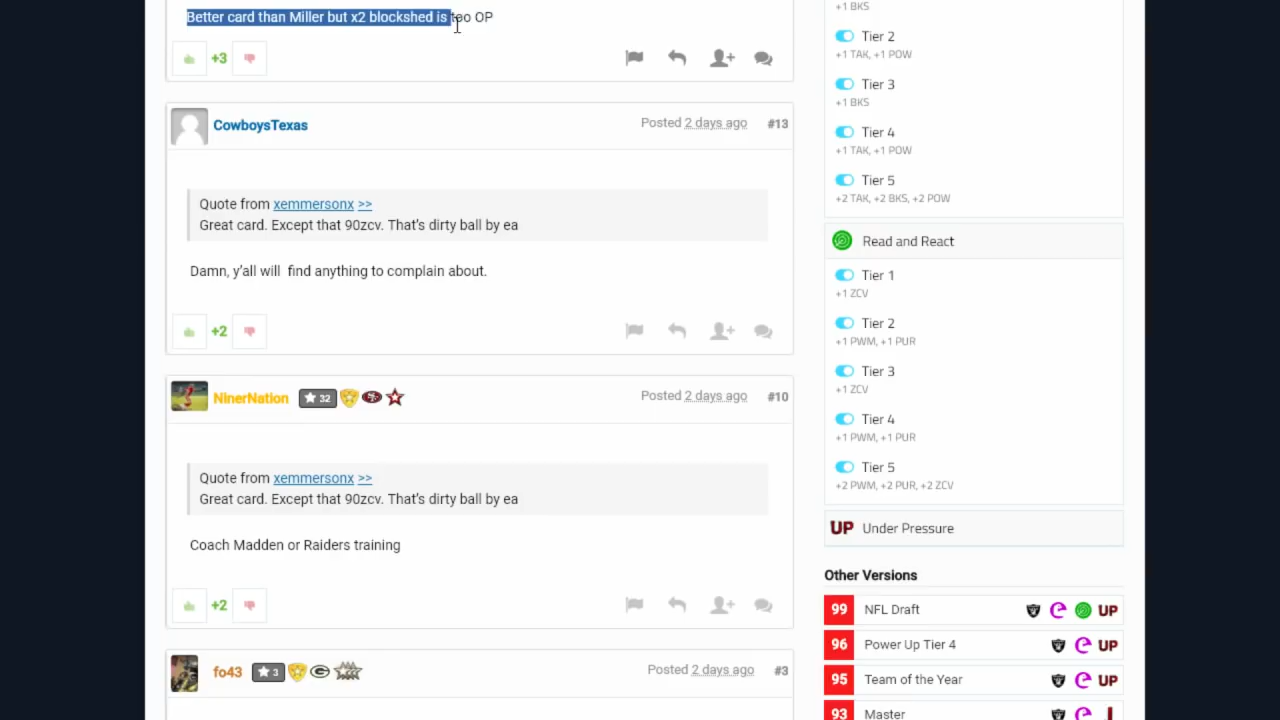 Better card than Miller but x2 blockshed is too OP
+3
CowboysTexas
Posted 2 days ago #13
Quote from xemmersonx >>
Great card. Except that 90zcv. That's dirty ball by ea
Damn, y'all will  find anything to complain about.
+2
NinerNation 32
Posted 2 days ago #10
Quote from xemmersonx >>
Great card. Except that 90zcv. That's dirty ball by ea
Coach Madden or Raiders training
+2
fo43 3
Posted 2 days ago #3
+1 BKS
Tier 2
+1 TAK, +1 POW
Tier 3
+1 BKS
Tier 4
+1 TAK, +1 POW
Tier 5
+2 TAK, +2 BKS, +2 POW
Read and React
Tier 1
+1 ZCV
Tier 2
+1 PWM, +1 PUR
Tier 3
+1 ZCV
Tier 4
+1 PWM, +1 PUR
Tier 5
+2 PWM, +2 PUR, +2 ZCV
UP Under Pressure
Other Versions
99 NFL Draft UP
96 Power Up Tier 4 UP
95 Team of the Year UP
93 Master